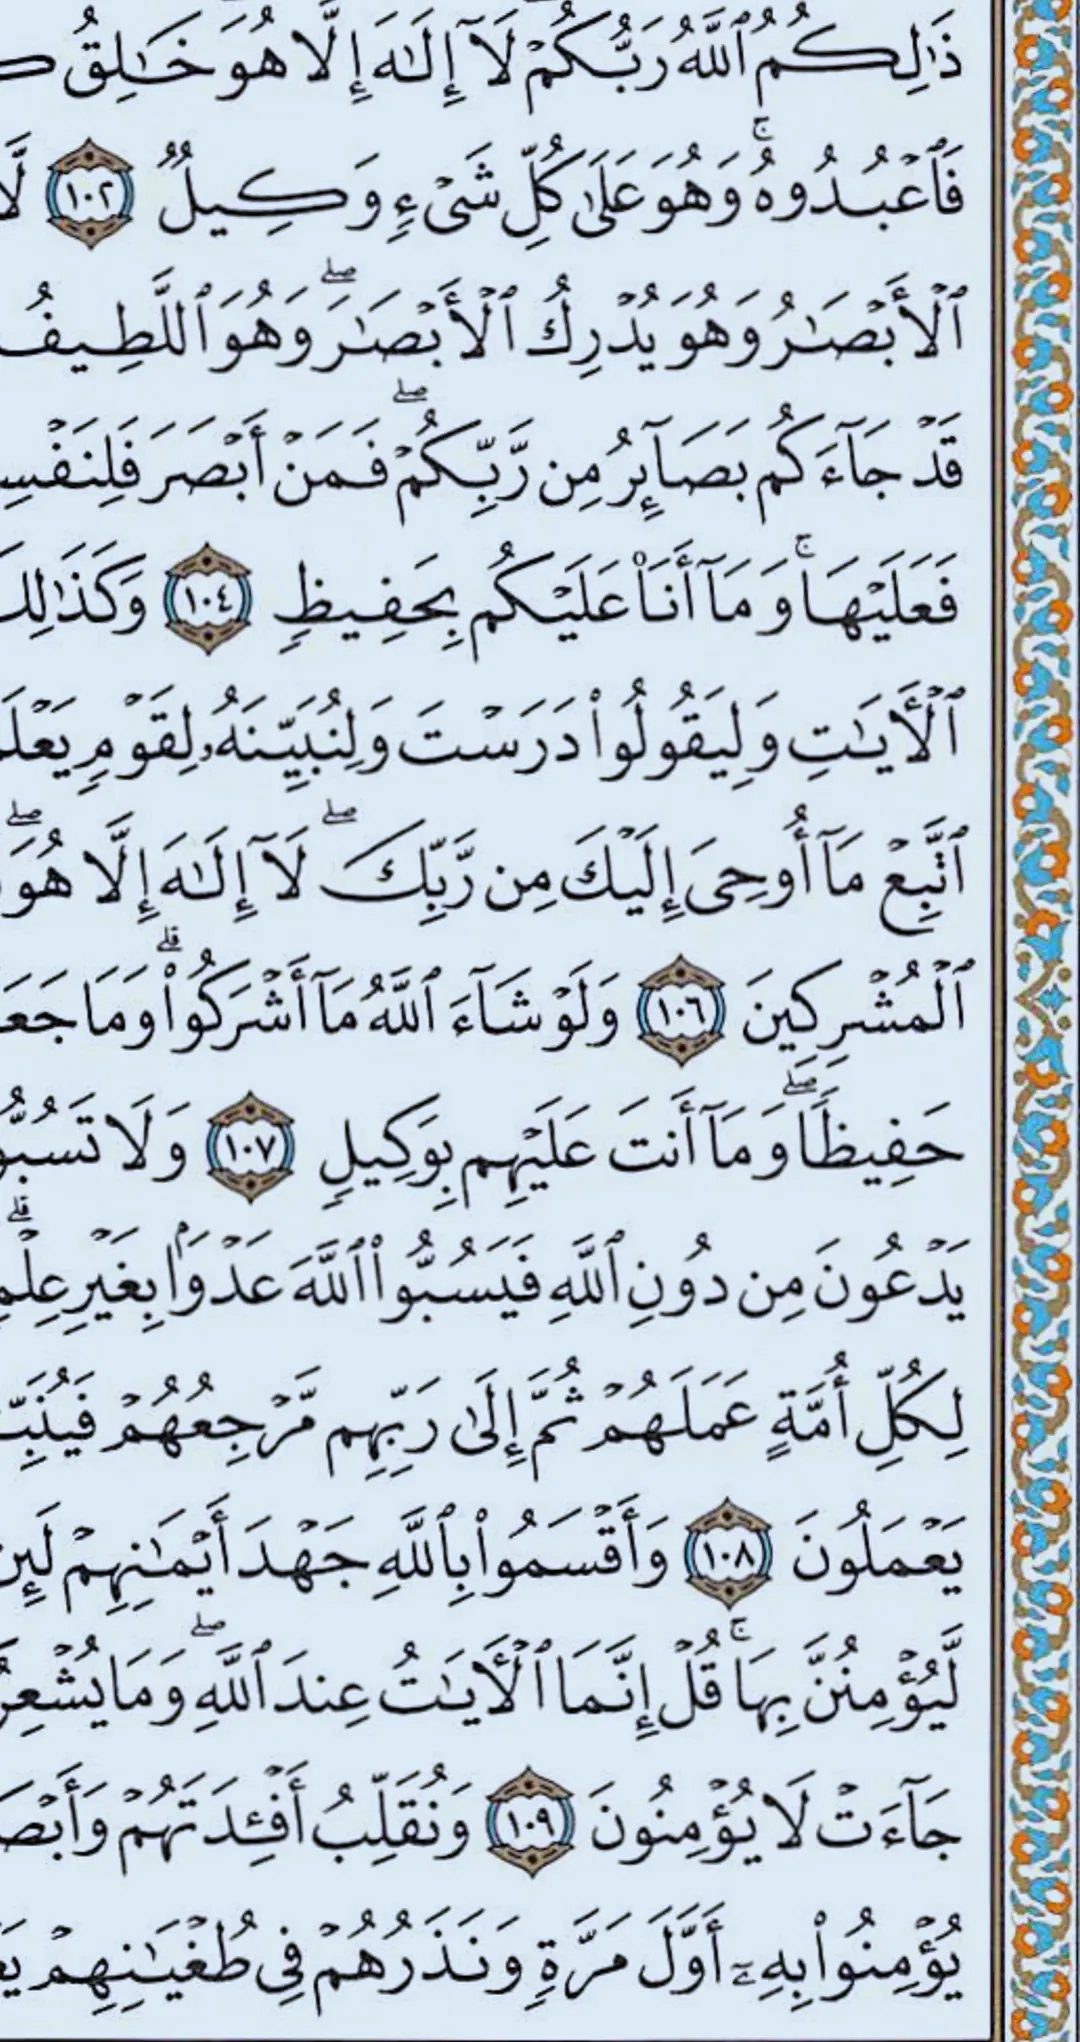 ذَٰلِكُمُ ٱللَّهُ رَبُّكُمْ لَآ إِلَٰهَ إِلَّا هُوَ خَٰلِقُ
فَٱعْبُدُوهُ ۚ وَهُوَ عَلَىٰ كُلِّ شَىْءٍ وَكِيلٌ ١٠٢ لَّا
ٱلْأَبْصَٰرُ وَهُوَ يُدْرِكُ ٱلْأَبْصَٰرَ ۖ وَهُوَ ٱللَّطِيفُ
قَدْ جَآءَكُم بَصَآئِرُ مِن رَّبِّكُمْ ۖ فَمَنْ أَبْصَرَ فَلِنَفْسِ
فَعَلَيْهَا ۚ وَمَآ أَنَا۠ عَلَيْكُم بِحَفِيظٍ ١٠٤ وَكَذَٰلِكَ
ٱلْأَيَٰتِ وَلِيَقُولُوا۟ دَرَسْتَ وَلِنُبَيِّنَهُۥ لِقَوْمٍ يَعْلَ
ٱتَّبِعْ مَآ أُوحِىَ إِلَيْكَ مِن رَّبِّكَ ۖ لَآ إِلَٰهَ إِلَّا هُوَ ۖ
ٱلْمُشْرِكِينَ ١٠٦ وَلَوْ شَآءَ ٱللَّهُ مَآ أَشْرَكُوا۟ ۗ وَمَا جَعَ
حَفِيظًا ۖ وَمَآ أَنتَ عَلَيْهِم بِوَكِيلٍ ١٠٧ وَلَا تَسُبُّو
يَدْعُونَ مِن دُونِ ٱللَّهِ فَيَسُبُّوا۟ ٱللَّهَ عَدْوًۢا بِغَيْرِ عِلْمٍ ۗ
لِكُلِّ أُمَّةٍ عَمَلَهُمْ ثُمَّ إِلَىٰ رَبِّهِم مَّرْجِعُهُمْ فَيُنَبِّ
يَعْمَلُونَ ١٠٨ وَأَقْسَمُوا۟ بِٱللَّهِ جَهْدَ أَيْمَٰنِهِمْ لَئِن
لَّيُؤْمِنُنَّ بِهَا ۚ قُلْ إِنَّمَا ٱلْأَيَٰتُ عِندَ ٱللَّهِ ۖ وَمَا يُشْعِرُ
جَآءَتْ لَا يُؤْمِنُونَ ١٠٩ وَنُقَلِّبُ أَفْـِٔدَتَهُمْ وَأَبْصَ
يُؤْمِنُوا۟ بِهِۦٓ أَوَّلَ مَرَّةٍ وَنَذَرُهُمْ فِى طُغْيَٰنِهِمْ يَ